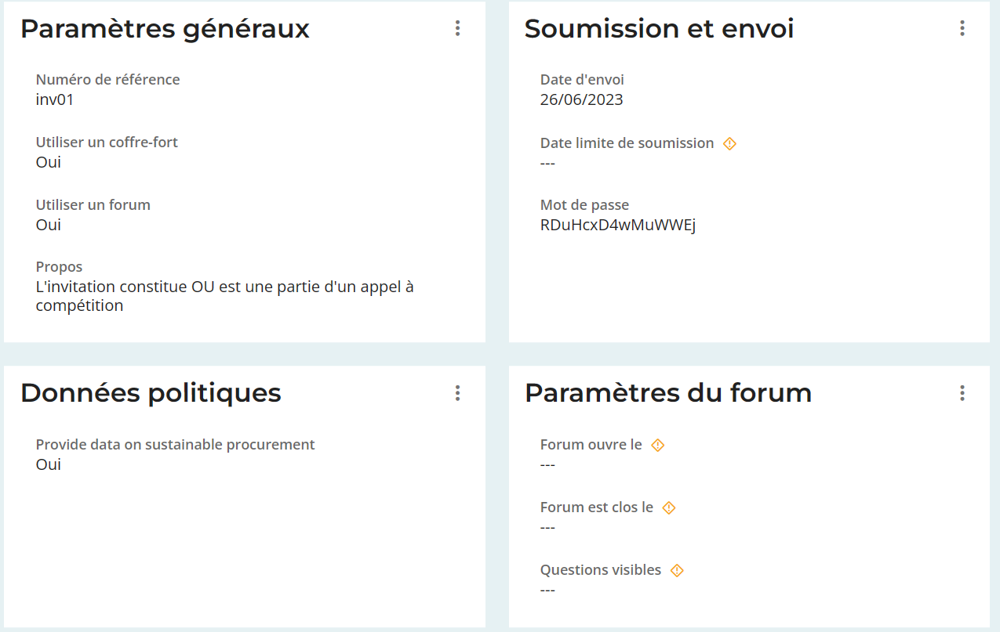 Paramètres généraux
Numéro de référence
inv01
Utiliser un coffre-fort
Oui
Utiliser un forum
Oui
Propos
L'invitation constitue OU est une partie d'un appel à
compétition
Soumission et envoi
Date d'envoi
26/06/2023
Date limite de soumission
---
Mot de passe
RDuHcxD4wMuWWEj
Données politiques
Provide data on sustainable procurement
Oui
Paramètres du forum
Forum ouvre le
---
Forum est clos le
---
Questions visibles
---